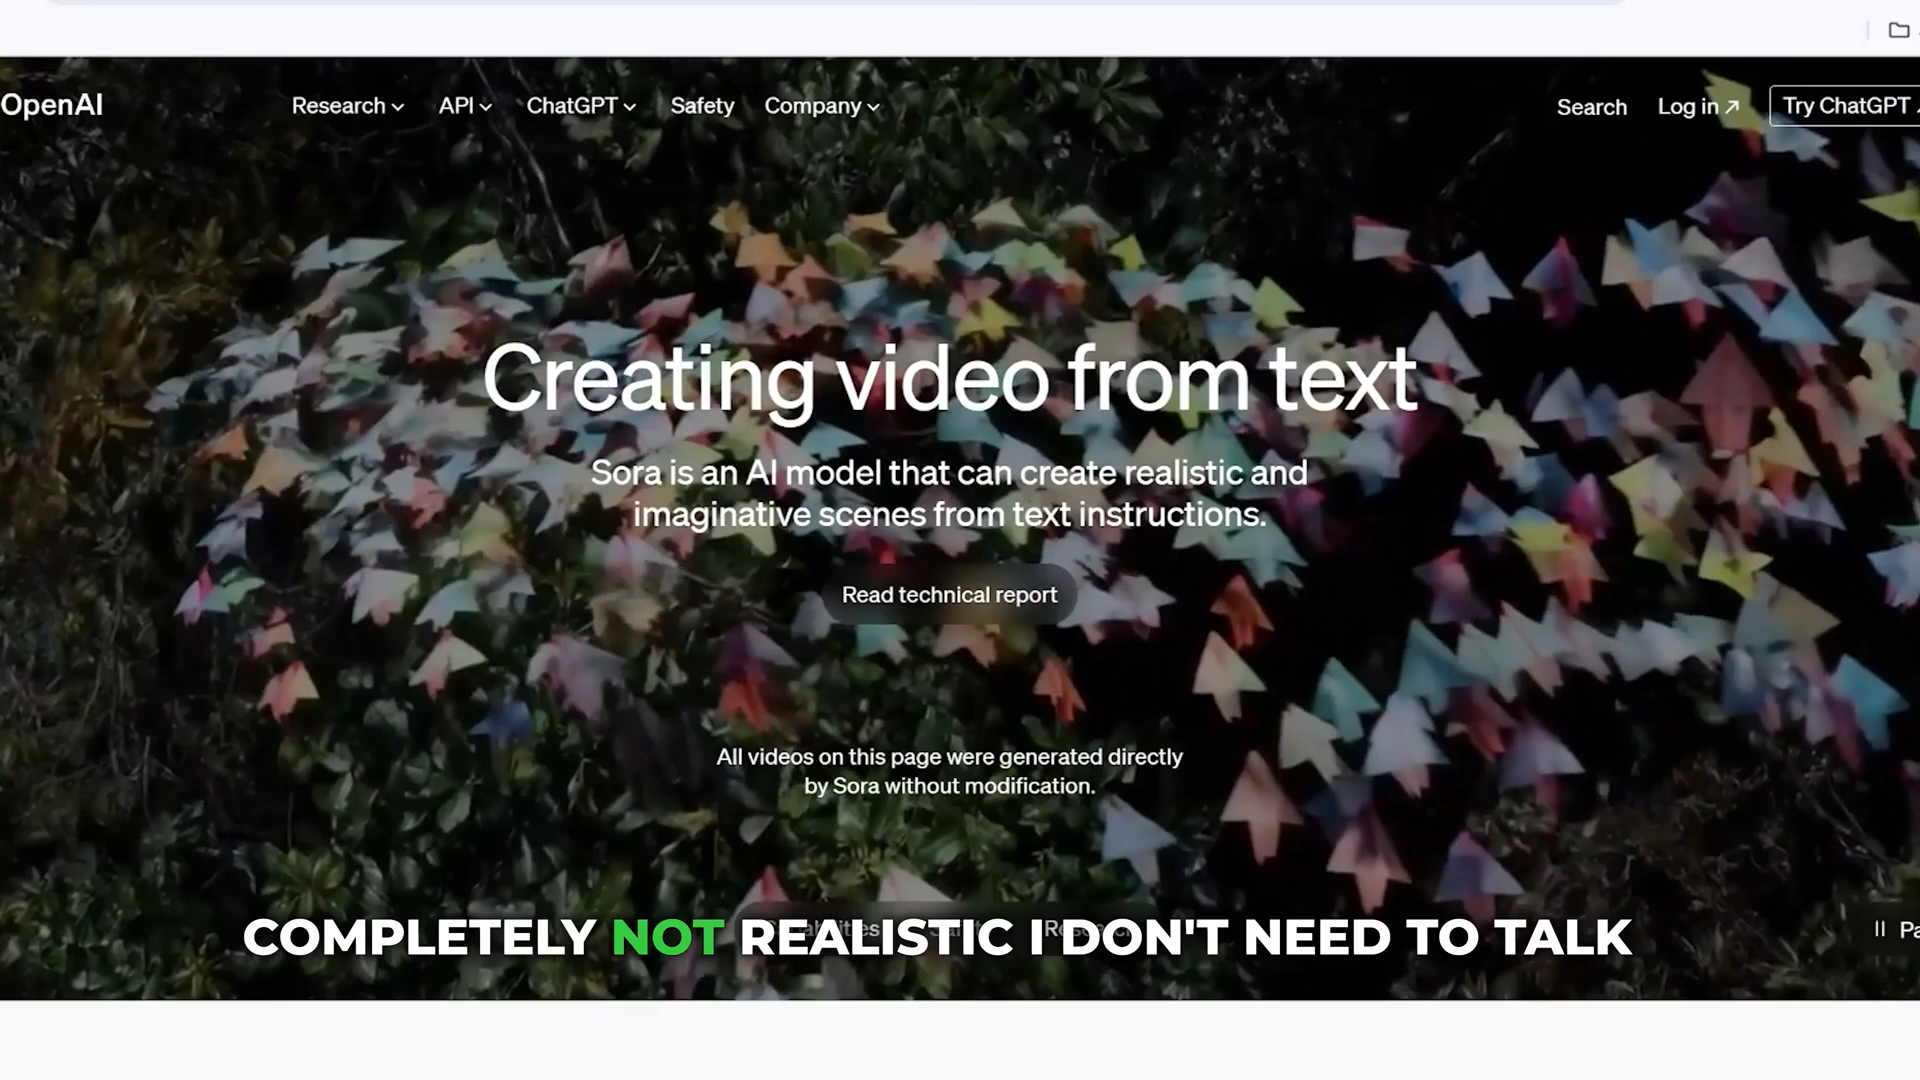 OpenAI
Research
API
ChatGPT
Safety
Company
Search
Log in
Try ChatGPT
Creating video from text
Sora is an AI model that can create realistic and
imaginative scenes from text instructions.
Read technical report
All videos on this page were generated directly
by Sora without modification.
COMPLETELY NOT REALISTIC I DON'T NEED TO TALK